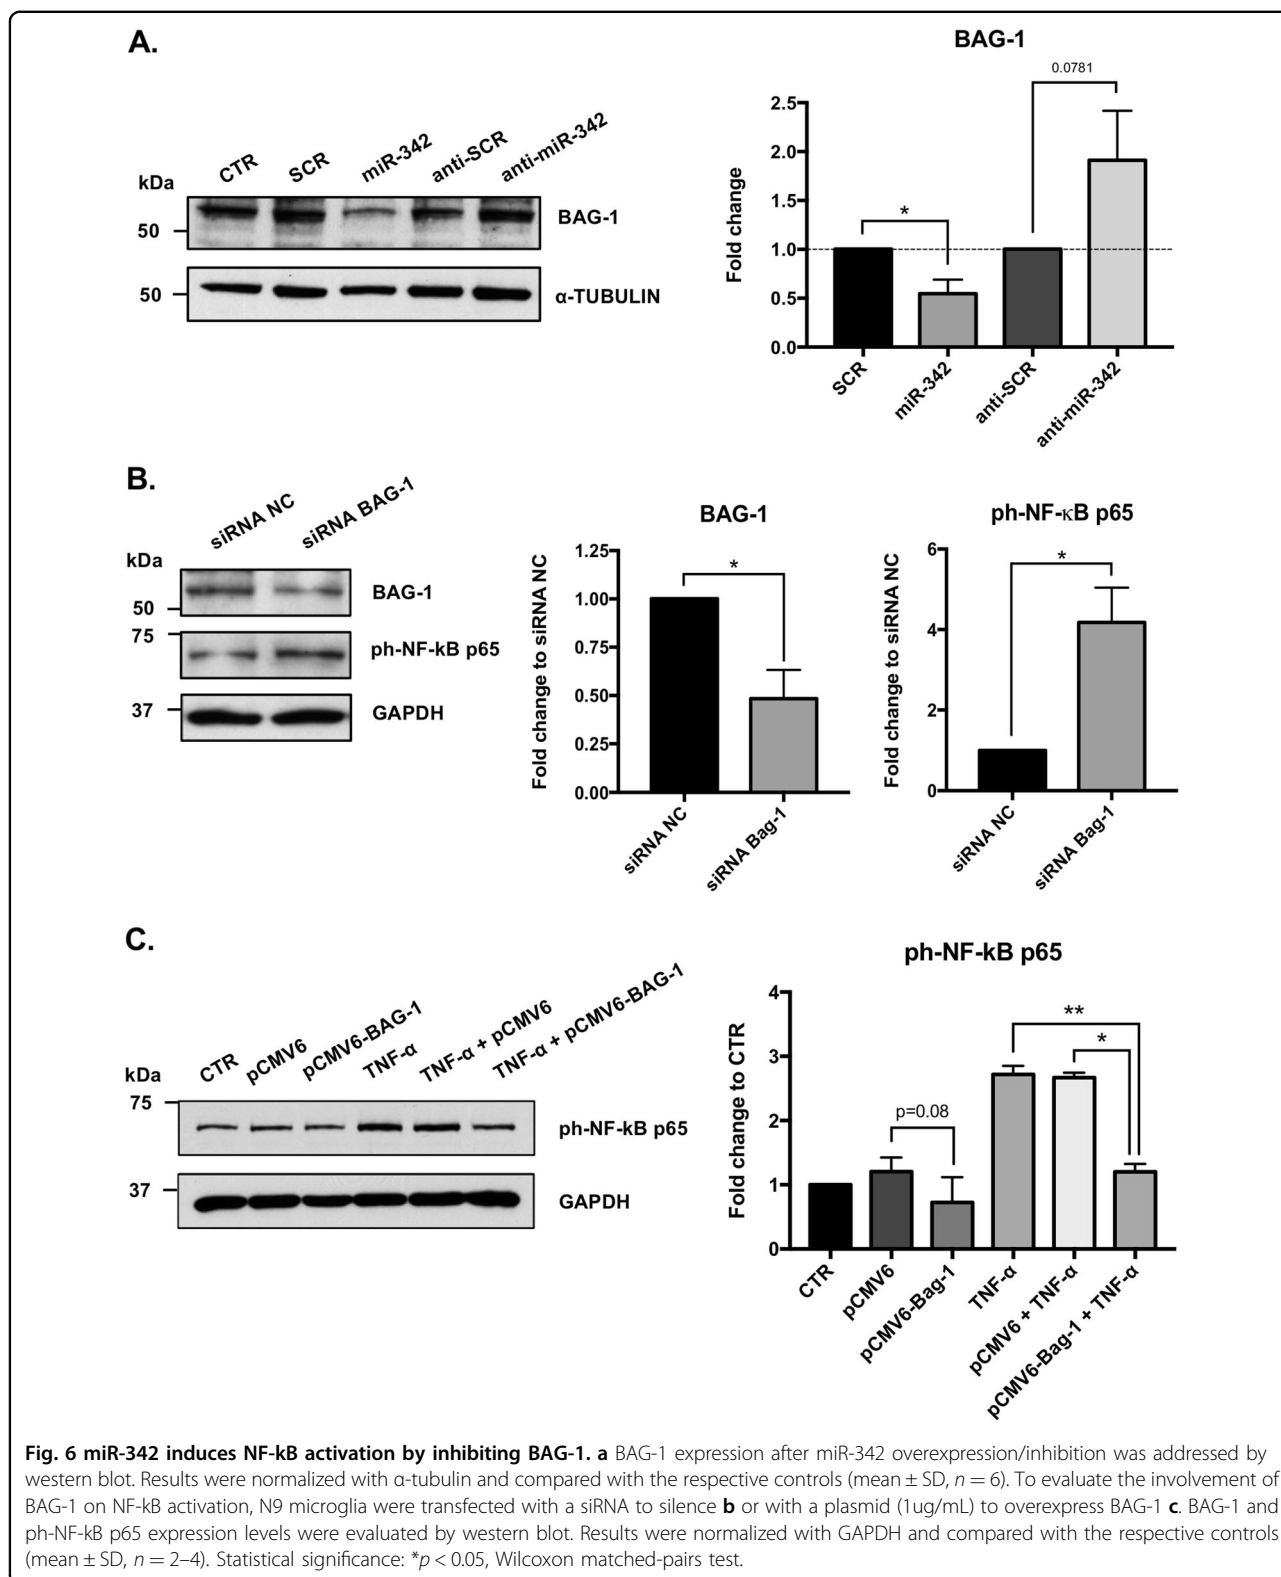 A.
CTR SCR miR-342 anti-SCR anti-miR-342
kDa
50
BAG-1
50
α-TUBULIN
BAG-1
0.0781
*
Fold change
2.5
2.0
1.5
1.0
0.5
0.0
SCR miR-342 anti-SCR anti-miR-342
B.
siRNA NC siRNA BAG-1
kDa
50
BAG-1
75
ph-NF-kB p65
37
GAPDH
BAG-1
*
Fold change to siRNA NC
1.25
1.00
0.75
0.50
0.25
0.00
siRNA NC siRNA Bag-1
ph-NF-κB p65
*
Fold change to siRNA NC
6
4
2
0
siRNA NC siRNA Bag-1
C.
CTR pCMV6 pCMV6-BAG-1 TNF-α TNF-α + pCMV6 TNF-α + pCMV6-BAG-1
kDa
75
ph-NF-kB p65
37
GAPDH
ph-NF-kB p65
**
*
p=0.08
Fold change to CTR
4
3
2
1
0
CTR pCMV6 pCMV6-Bag-1 TNF-α pCMV6 + TNF-α pCMV6-Bag-1 + TNF-α
Fig. 6 miR-342 induces NF-kB activation by inhibiting BAG-1. a BAG-1 expression after miR-342 overexpression/inhibition was addressed by
western blot. Results were normalized with α-tubulin and compared with the respective controls (mean ± SD, n = 6). To evaluate the involvement of
BAG-1 on NF-kB activation, N9 microglia were transfected with a siRNA to silence b or with a plasmid (1ug/mL) to overexpress BAG-1 c. BAG-1 and
ph-NF-kB p65 expression levels were evaluated by western blot. Results were normalized with GAPDH and compared with the respective controls
(mean ± SD, n = 2–4). Statistical significance: *p < 0.05, Wilcoxon matched-pairs test.